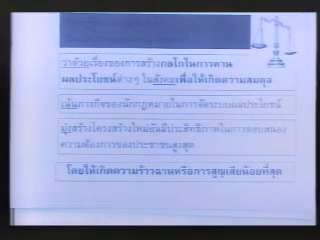 ว่าด้วยเรื่องของการสร้างกลไกในการคาน
ผลประโยชน์ต่างๆ ในสังคมเพื่อให้เกิดความสมดุล
เน้นภารกิจของนักกฎหมายในการจัดระบบผลประโยชน์
มุ่งสร้างโครงสร้างใหม่อันมีประสิทธิภาพในการตอบสนอง
ความต้องการของประชาชนสูงสุด
โดยให้เกิดความร้าวฉานหรือการสูญเสียน้อยที่สุด